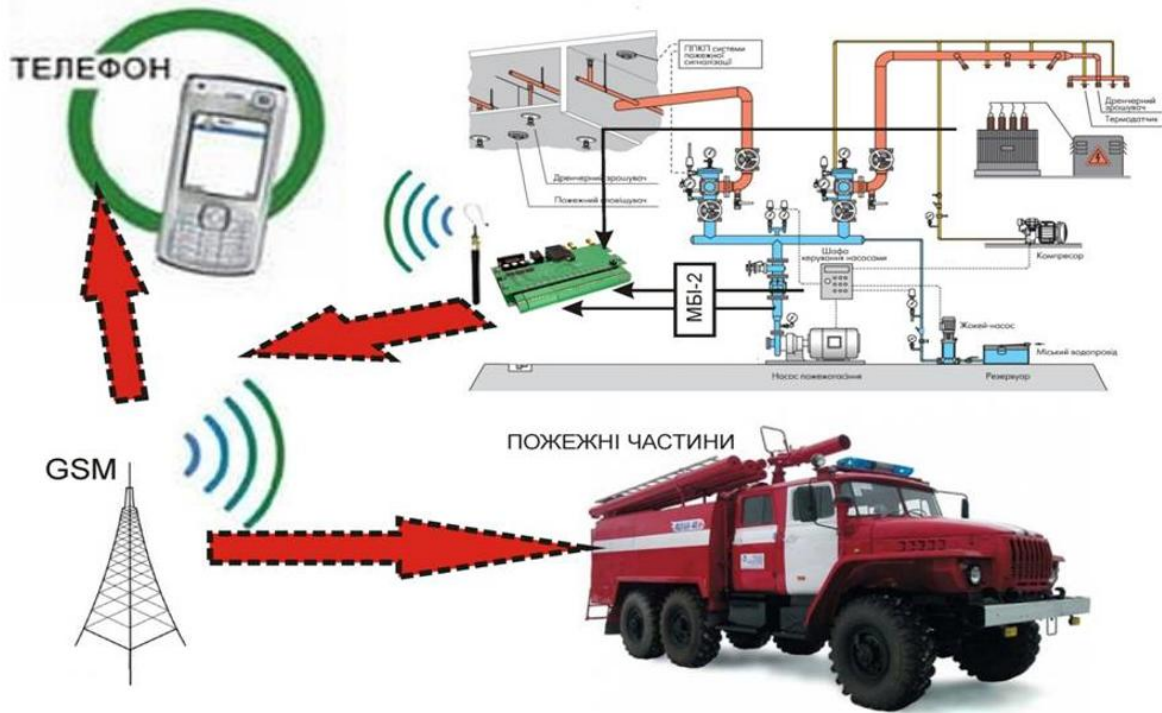 ТЕЛЕФОН
ППКП системи
пожежної
сигналізації
Дренчерний зрошувач
Пожежний сповіщувач
Дренчерний
зрошувач
Термодатчик
Компресор
Шафа
керування насосами
МБІ-2
Жокей-насос
Міський водопровід
Насос пожежогасіння
Резервуар
GSM
ПОЖЕЖНІ ЧАСТИНИ